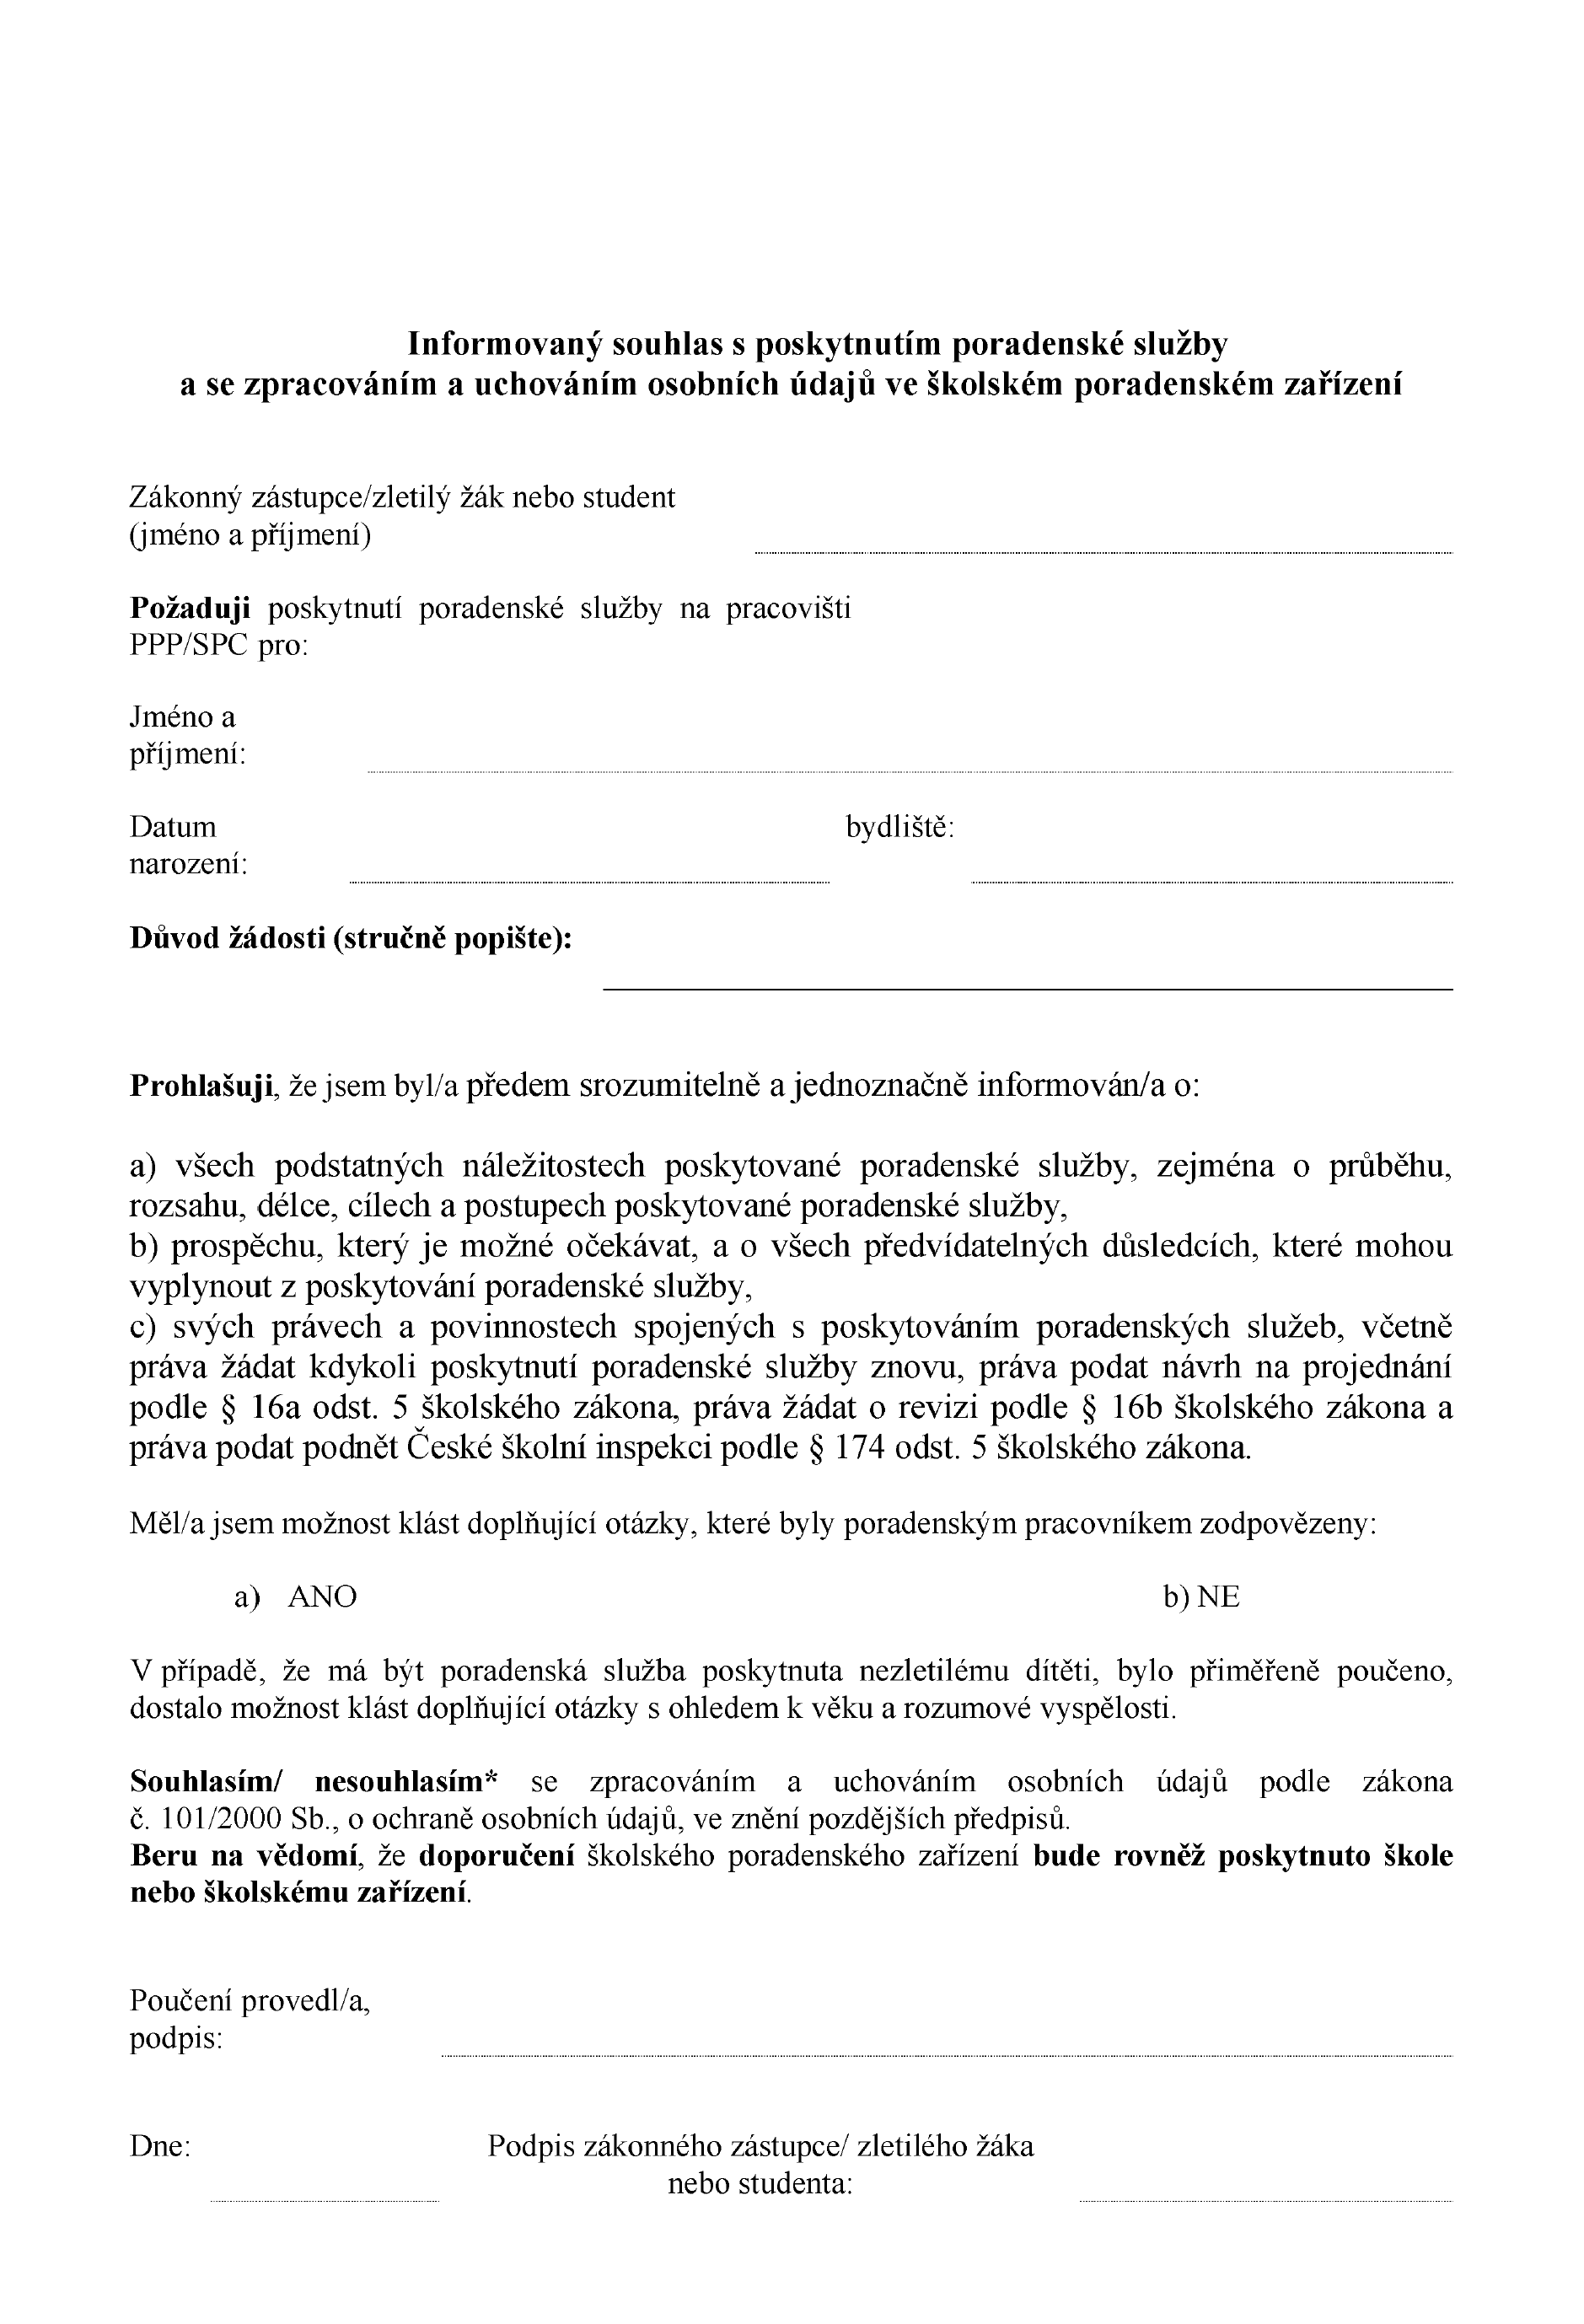 Informovaný souhlas s poskytnutím poradenské služby
a se zpracováním a uchováním osobních údajů ve školském poradenském zařízení
Zákonný zástupce/zletilý žák nebo student
(jméno a příjmení)
Požaduji poskytnutí poradenské služby na pracovišti
PPP/SPC pro:
Jméno a
příjmení:
Datum bydliště:
narození:
Důvod žádosti (stručně popište):
Prohlašuji, že jsem byl/a předem srozumitelně a jednoznačně informován/a o:
a) všech podstatných náležitostech poskytované poradenské služby, zejména o průběhu,
rozsahu, délce, cílech a postupech poskytované poradenské služby,
b) prospěchu, který je možné očekávat, a o všech předvídatelných důsledcích, které mohou
vyplynout z poskytování poradenské služby,
c) svých právech a povinnostech spojených s poskytováním poradenských služeb, včetně
práva žádat kdykoli poskytnutí poradenské služby znovu, práva podat návrh na projednání
podle § 16a odst. 5 školského zákona, práva žádat o revizi podle § 16b školského zákona a
práva podat podnět České školní inspekci podle § 174 odst. 5 školského zákona.
Měl/a jsem možnost klást doplňující otázky, které byly poradenským pracovníkem zodpovězeny:
a) ANO b) NE
V případě, že má být poradenská služba poskytnuta nezletilému dítěti, bylo přiměřeně poučeno,
dostalo možnost klást doplňující otázky s ohledem k věku a rozumové vyspělosti.
Souhlasím/ nesouhlasím* se zpracováním a uchováním osobních údajů podle zákona
č. 101/2000 Sb., o ochraně osobních údajů, ve znění pozdějších předpisů.
Beru na vědomí, že doporučení školského poradenského zařízení bude rovněž poskytnuto škole
nebo školskému zařízení.
Poučení provedl/a,
podpis:
Dne: Podpis zákonného zástupce/ zletilého žáka
nebo studenta: